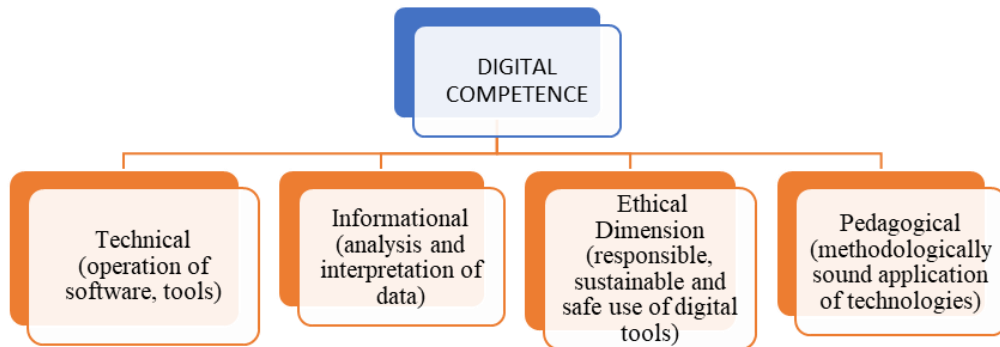 DIGITAL
COMPETENCE
Technical
(operation of
software, tools)
Informational
(analysis and
interpretation of
data)
Ethical
Dimension
(responsible,
sustainable and
safe use of digital
tools)
Pedagogical
(methodologically
sound application
of technologies)